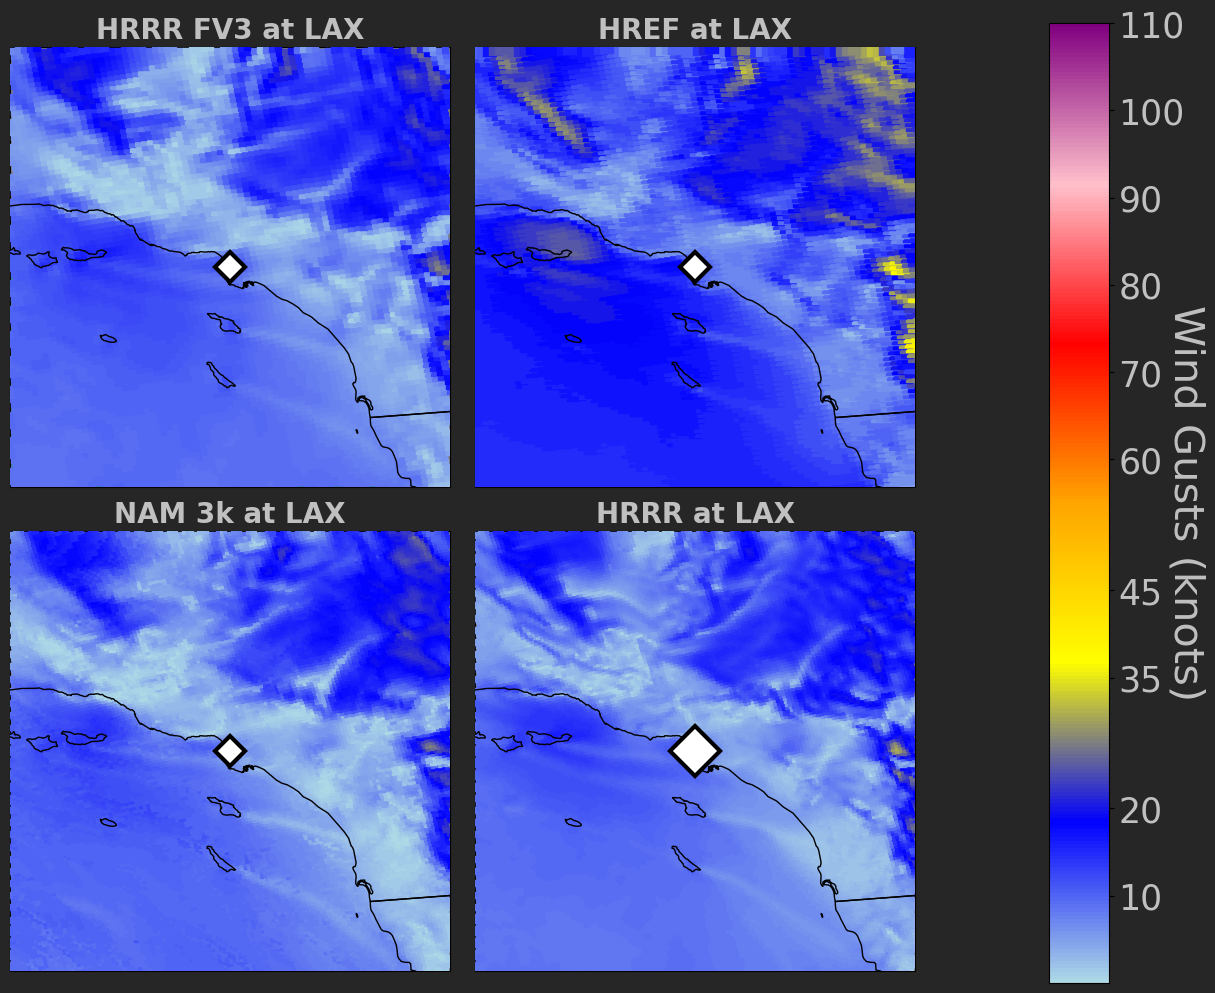 HRRR FV3 at LAX
HREF at LAX
NAM 3k at LAX
HRRR at LAX
110
100
90
80
70
60
45
35
20
10
Wind Gusts (knots)